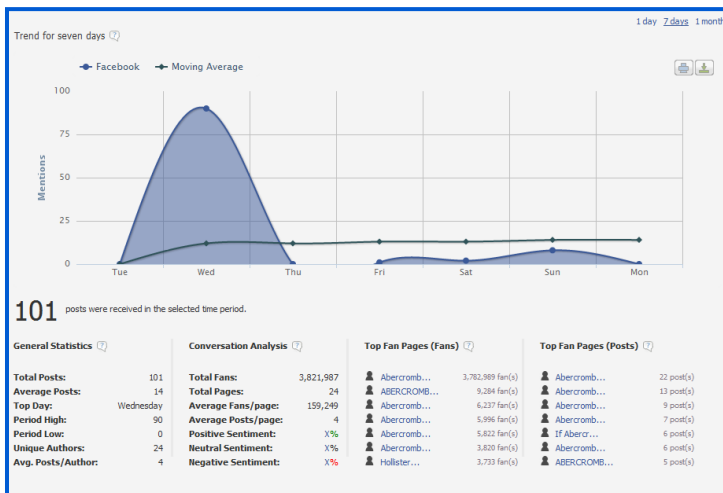 1 day 7 days 1 month
Trend for seven days ?
Facebook Moving Average
100
75
50
25
0
Mentions
Tue Wed Thu Fri Sat Sun Mon
101 posts were received in the selected time period.
General Statistics ?
Total Posts: 101
Average Posts: 14
Top Day: Wednesday
Period High: 90
Period Low: 0
Unique Authors: 24
Avg. Posts/Author: 4
Conversation Analysis ?
Total Fans: 3,821,987
Total Pages: 24
Average Fans/page: 159,249
Average Posts/page: 4
Positive Sentiment: X%
Neutral Sentiment: X%
Negative Sentiment: X%
Top Fan Pages (Fans) ?
Abercromb... 3,782,989 fan(s)
ABERCROMB... 9,284 fan(s)
Abercromb... 6,237 fan(s)
Abercromb... 5,996 fan(s)
Abercromb... 5,822 fan(s)
Abercromb... 3,820 fan(s)
Hollister... 3,733 fan(s)
Top Fan Pages (Posts) ?
Abercromb... 22 post(s)
Abercromb... 13 post(s)
Abercromb... 9 post(s)
Abercromb... 7 post(s)
If Abercr... 6 post(s)
Abercromb... 6 post(s)
ABERCROMB... 5 post(s)